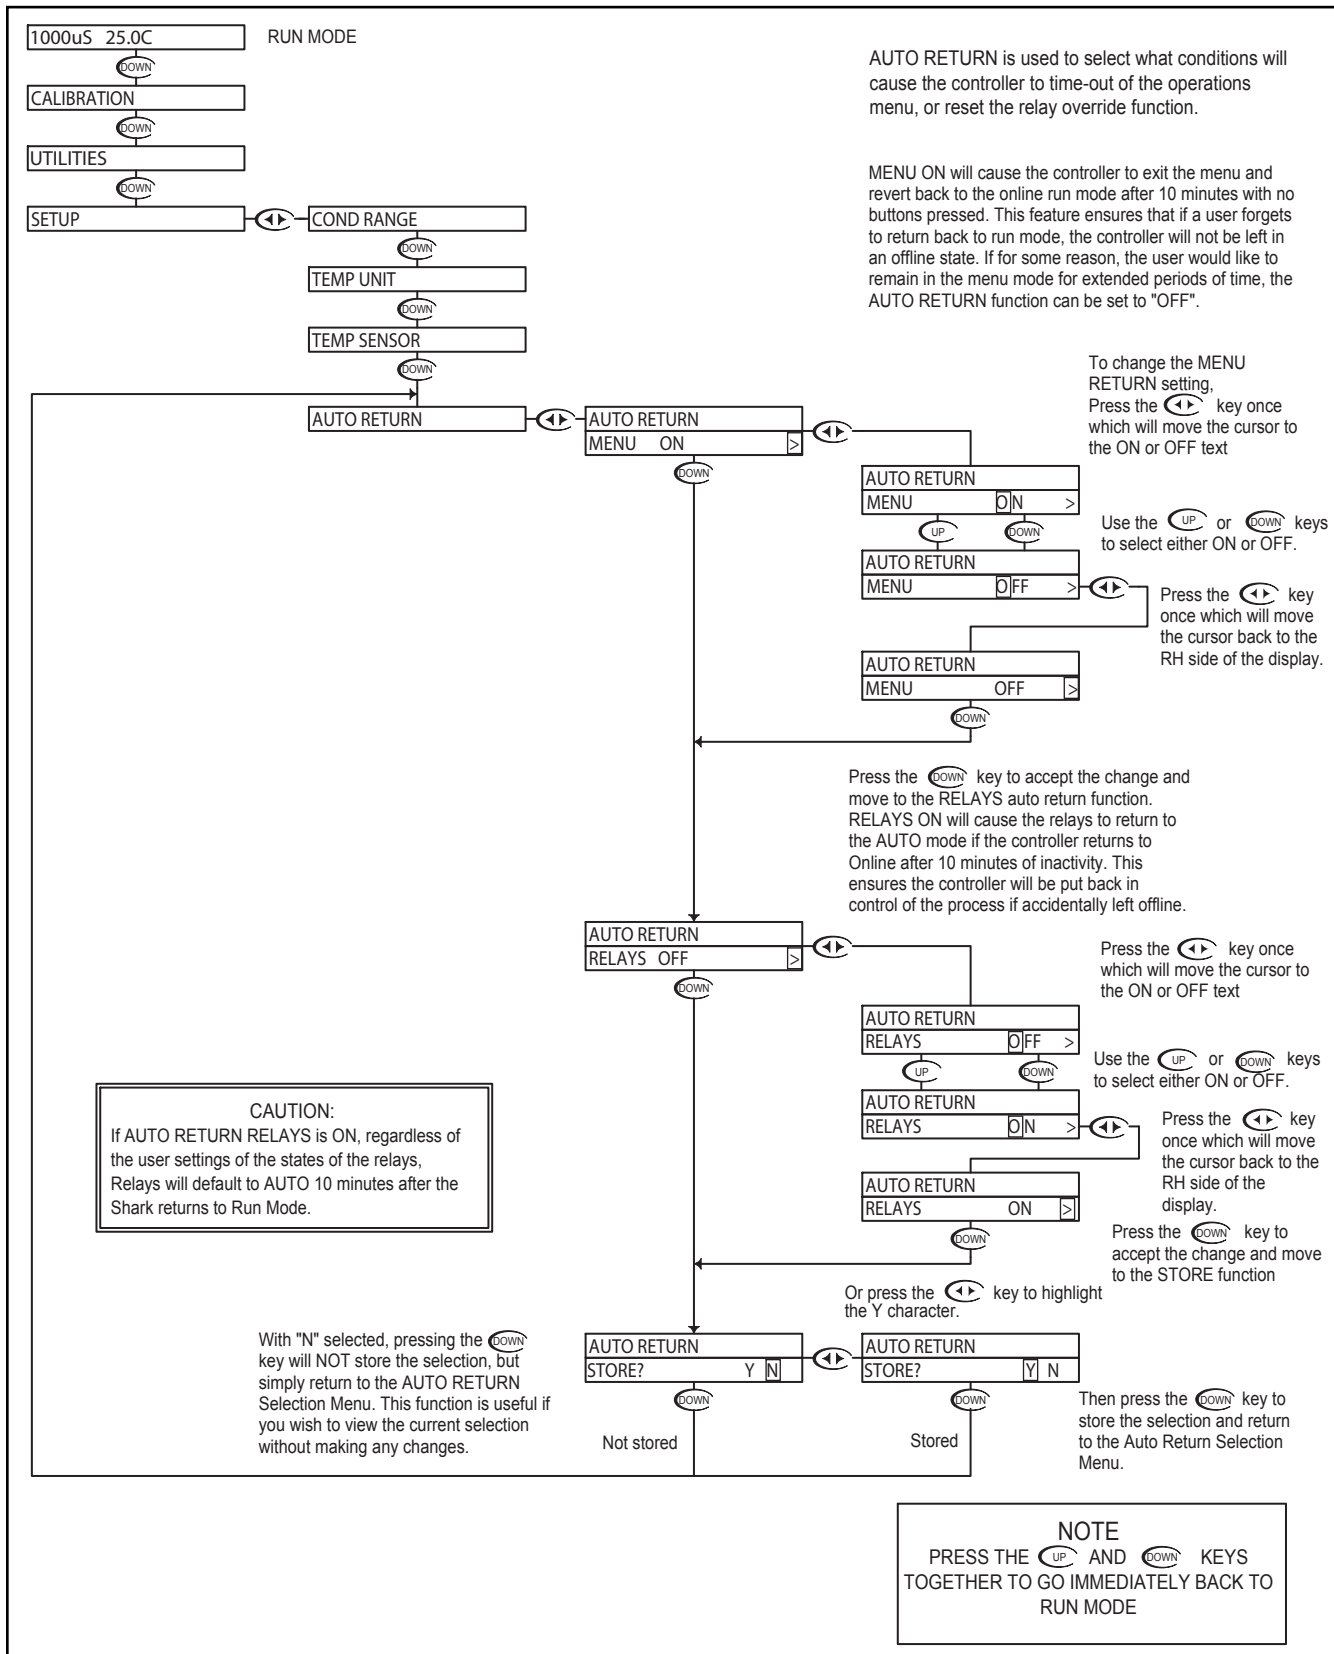 1000uS 25.0C
RUN MODE
DOWN
CALIBRATION
DOWN
UTILITIES
DOWN
SETUP
COND RANGE
DOWN
TEMP UNIT
DOWN
TEMP SENSOR
DOWN
AUTO RETURN
AUTO RETURN is used to select what conditions will
cause the controller to time-out of the operations
menu, or reset the relay override function.
MENU ON will cause the controller to exit the menu and
revert back to the online run mode after 10 minutes with no
buttons pressed. This feature ensures that if a user forgets
to return back to run mode, the controller will not be left in
an offline state. If for some reason, the user would like to
remain in the menu mode for extended periods of time, the
AUTO RETURN function can be set to "OFF".
AUTO RETURN
MENU ON >
DOWN
To change the MENU
RETURN setting,
Press the key once
which will move the cursor to
the ON or OFF text
AUTO RETURN
MENU ON >
UP DOWN
Use the UP or DOWN keys
to select either ON or OFF.
AUTO RETURN
MENU OFF >
Press the key
once which will move
the cursor back to the
RH side of the display.
AUTO RETURN
MENU OFF >
DOWN
Press the DOWN key to accept the change and
move to the RELAYS auto return function.
RELAYS ON will cause the relays to return to
the AUTO mode if the controller returns to
Online after 10 minutes of inactivity. This
ensures the controller will be put back in
control of the process if accidentally left offline.
AUTO RETURN
RELAYS OFF >
DOWN
Press the key once
which will move the cursor to
the ON or OFF text
AUTO RETURN
RELAYS OFF >
UP DOWN
Use the UP or DOWN keys
to select either ON or OFF.
AUTO RETURN
RELAYS ON >
Press the key
once which will move
the cursor back to the
RH side of the
display.
AUTO RETURN
RELAYS ON >
DOWN
Press the DOWN key to
accept the change and move
to the STORE function
CAUTION:
If AUTO RETURN RELAYS is ON, regardless of
the user settings of the states of the relays,
Relays will default to AUTO 10 minutes after the
Shark returns to Run Mode.
Or press the key to highlight
the Y character.
With "N" selected, pressing the DOWN
key will NOT store the selection, but
simply return to the AUTO RETURN
Selection Menu. This function is useful if
you wish to view the current selection
without making any changes.
AUTO RETURN
STORE? Y N
DOWN
Not stored
AUTO RETURN
STORE? Y N
DOWN
Stored
Then press the DOWN key to
store the selection and return
to the Auto Return Selection
Menu.
NOTE
PRESS THE UP AND DOWN KEYS
TOGETHER TO GO IMMEDIATELY BACK TO
RUN MODE